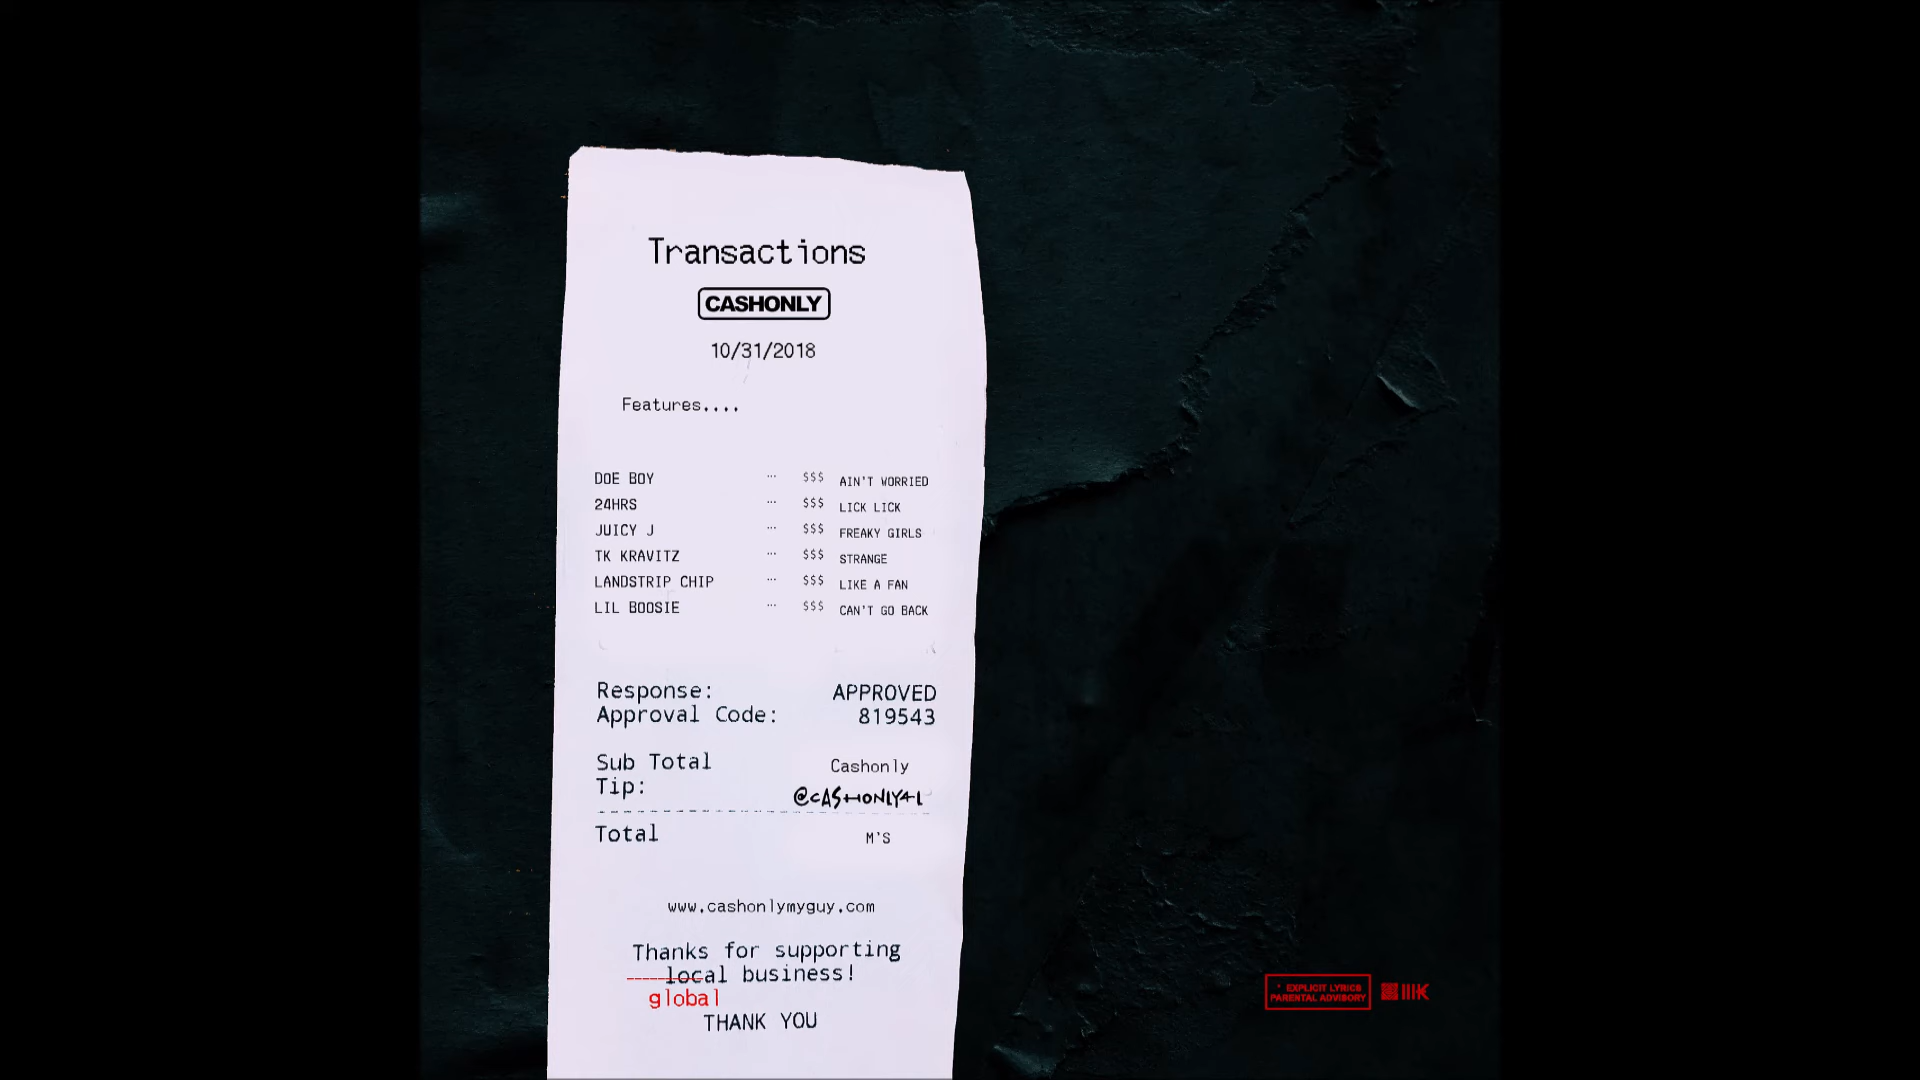 Transactions
CASHONLY
10/31/2018
Features....
DOE BOY ... $$$ AIN'T WORRIED
24HRS ... $$$ LICK LICK
JUICY J ... $$$ FREAKY GIRLS
TK KRAVITZ ... $$$ STRANGE
LANDSTRIP CHIP ... $$$ LIKE A FAN
LIL BOOSIE ... $$$ CAN'T GO BACK
Response: APPROVED
Approval Code: 819543
Sub Total Cashonly
Tip: @CASHONLY4L
Total M'S
www.cashonlymyguy.com
Thanks for supporting
local business!
global
THANK YOU
* EXPLICIT LYRICS
PARENTAL ADVISORY